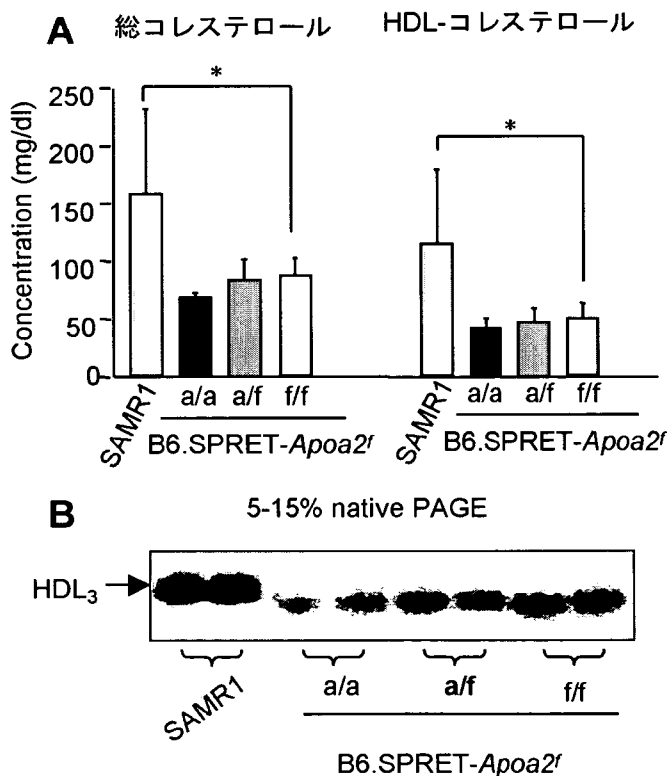 A 総コレステロール HDL-コレステロール
*
*
Concentration (mg/dl)
250
200
150
100
50
0
SAMR1 a/a a/f f/f SAMR1 a/a a/f f/f
B6.SPRET-Apoa2f B6.SPRET-Apoa2f
B 5-15% native PAGE
HDL3
SAMR1 a/a a/f f/f
B6.SPRET-Apoa2f